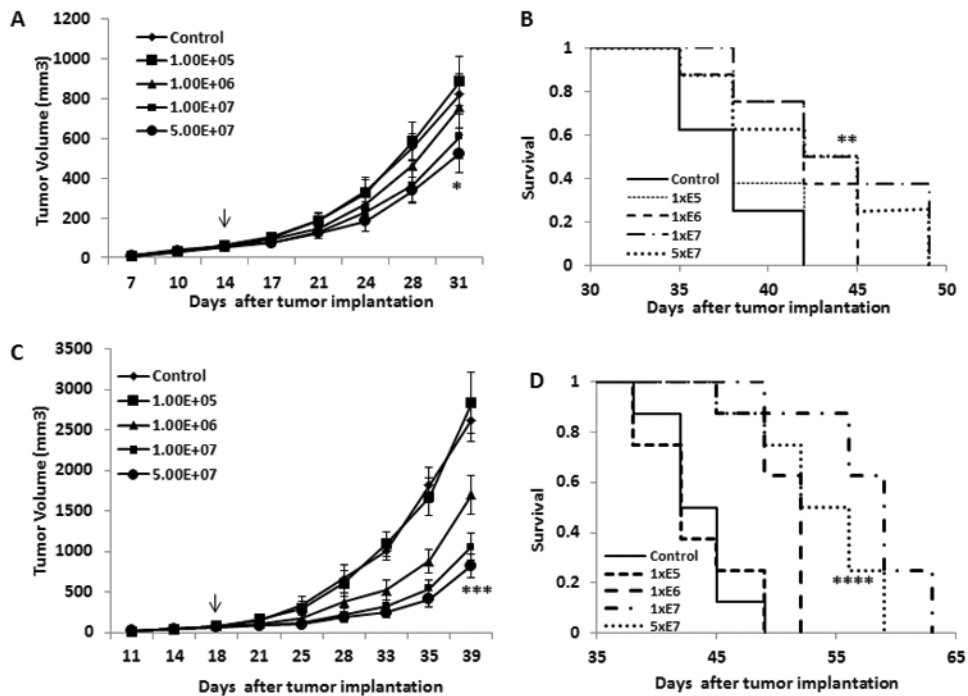 A
Tumor Volume (mm3)
1200
1000
800
600
400
200
0
Control
1.00E+05
1.00E+06
1.00E+07
5.00E+07
*
7 10 14 17 21 24 28 31
Days after tumor implantation
B
Survival
1
0.8
0.6
0.4
0.2
0
**
Control
1xE5
1xE6
1xE7
5xE7
30 35 40 45 50
Days after tumor implantation
C
Tumor Volume (mm3)
3500
3000
2500
2000
1500
1000
500
0
Control
1.00E+05
1.00E+06
1.00E+07
5.00E+07
***
11 14 18 21 25 28 33 35 39
Days after tumor implantation
D
Survival
1
0.8
0.6
0.4
0.2
0
****
Control
1xE5
1xE6
1xE7
5xE7
35 45 55 65
Days after tumor implantation